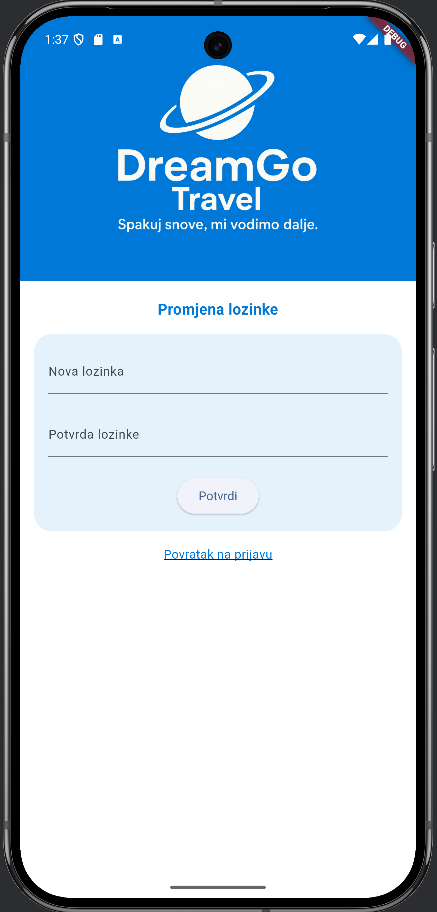 1:37
A
DEBUG
DreamGo
Travel
Spakuj snove, mi vodimo dalje.
Promjena lozinke
Nova lozinka
Potvrda lozinke
Potvrdi
Povratak na prijavu